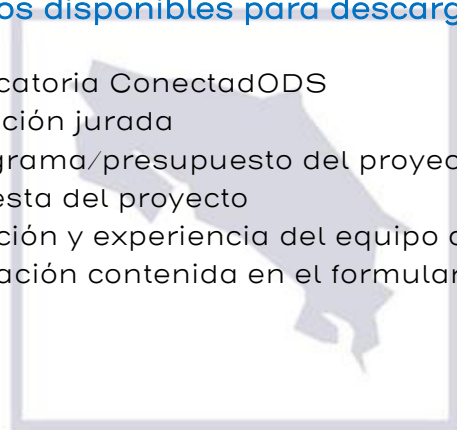 os disponibles para descarg
catoria ConectadODS
ción jurada
grama/presupuesto del proyec
esta del proyecto
ción y experiencia del equipo
ación contenida en el formular